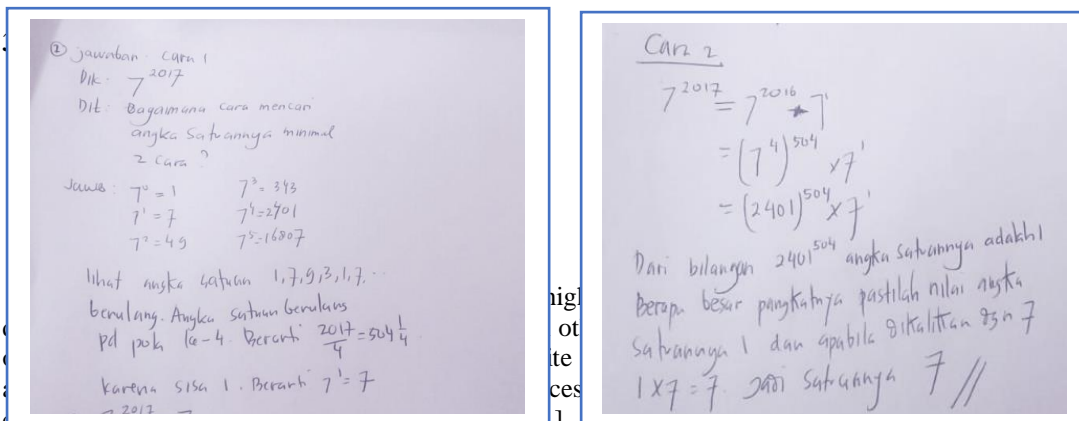 ② jawaban cara 1
Dik : 7^2017
Dit : Bagaimana cara mencari
angka satuannya minimal
2 cara ?
Jawab : 7^0 = 1 7^3 = 343
7^1 = 7 7^4 = 2401
7^2 = 49 7^5 = 16807
lihat angka satuan 1, 7, 9, 3, 1, 7, ..
berulang. Angka satuan berulang
pd pola ke-4. Berarti 2017/4 = 504 1/4
Karena sisa 1. Berarti 7^1 = 7
Cara 2
7^2017 = 7^2016 * 7^1
= (7^4)^504 × 7^1
= (2401)^504 × 7^1
Dari bilangan 2401^504 angka satuannya adalah 1
Berapa besar pangkatnya pastilah nilai angka
satuannya 1 dan apabila dikalikan dgn 7
1 × 7 = 7. Jadi satuannya 7 //